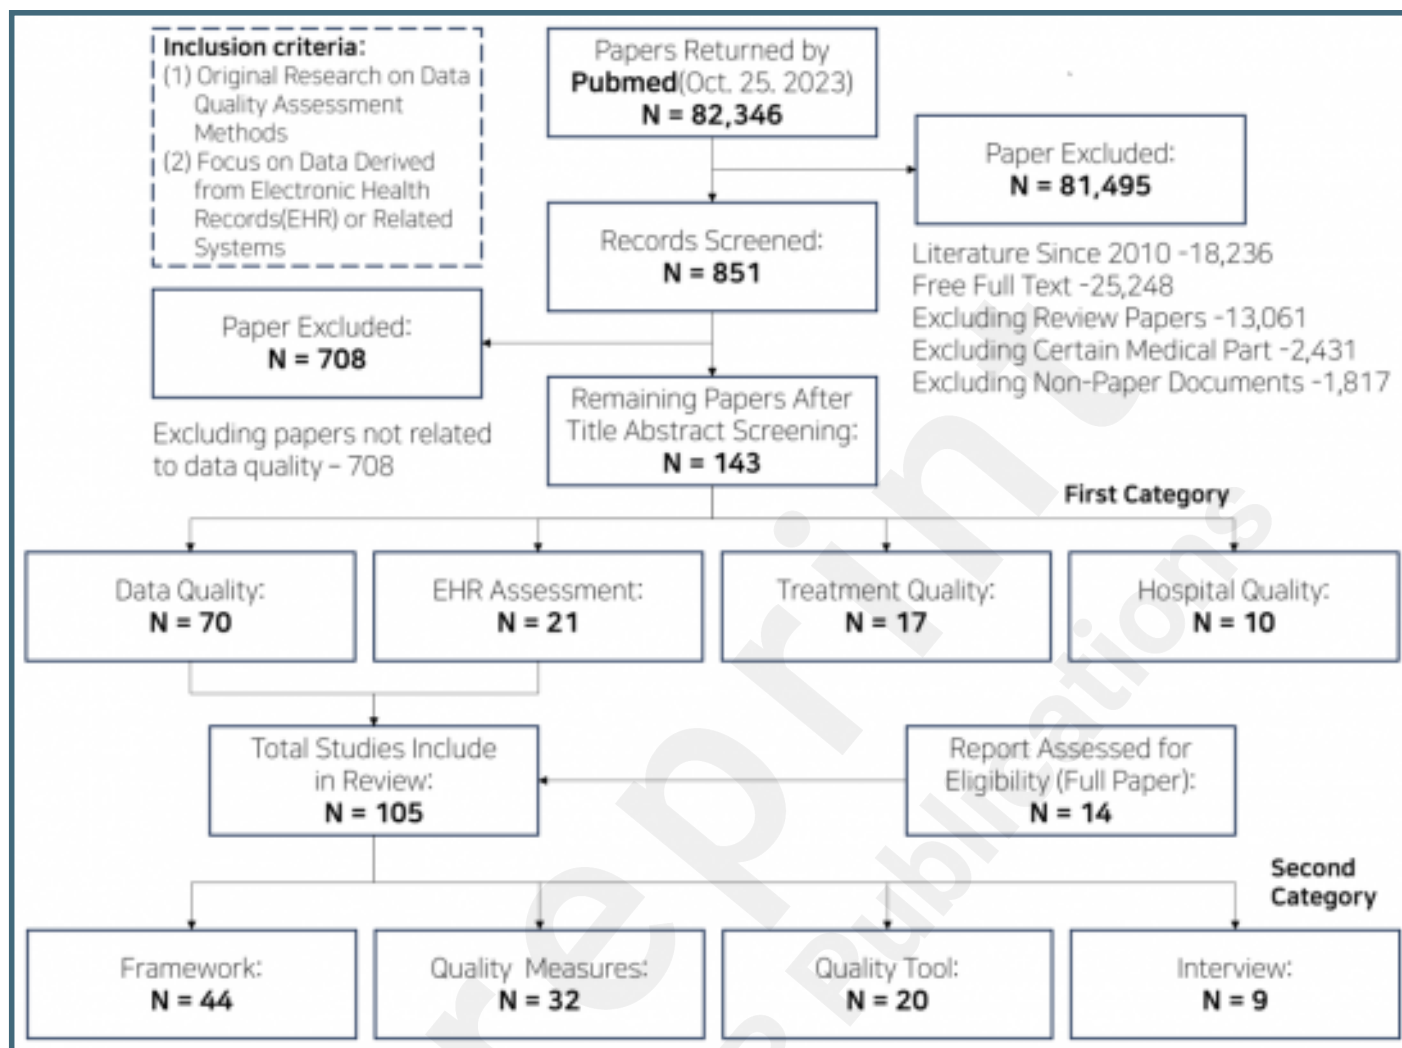 Inclusion criteria:
(1) Original Research on Data
Quality Assessment
Methods
(2) Focus on Data Derived
from Electronic Health
Records(EHR) or Related
Systems
Papers Returned by
Pubmed(Oct. 25. 2023)
N = 82,346
Paper Excluded:
N = 81,495
Literature Since 2010 -18,236
Free Full Text -25,248
Excluding Review Papers -13,061
Excluding Certain Medical Part -2,431
Excluding Non-Paper Documents -1,817
Records Screened:
N = 851
Paper Excluded:
N = 708
Excluding papers not related
to data quality – 708
Remaining Papers After
Title Abstract Screening:
N = 143
First Category
Data Quality:
N = 70
EHR Assessment:
N = 21
Treatment Quality:
N = 17
Hospital Quality:
N = 10
Total Studies Include
in Review:
N = 105
Report Assessed for
Eligibility (Full Paper):
N = 14
Second
Category
Framework:
N = 44
Quality Measures:
N = 32
Quality Tool:
N = 20
Interview:
N = 9
reprint
Publications